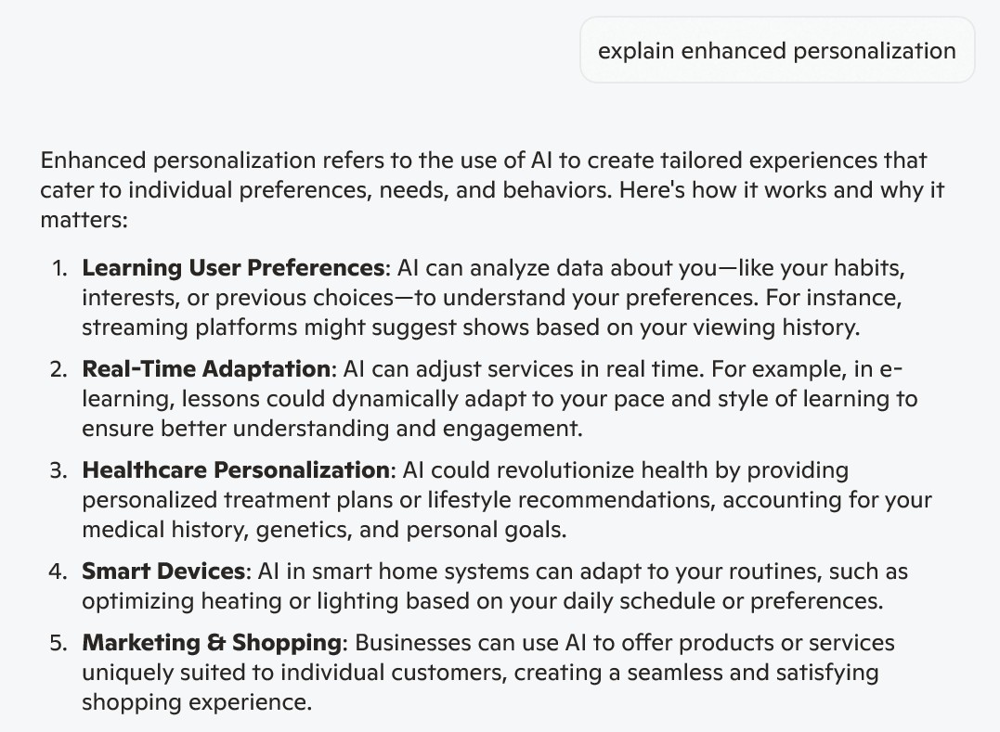 explain enhanced personalization
Enhanced personalization refers to the use of AI to create tailored experiences that
cater to individual preferences, needs, and behaviors. Here's how it works and why it
matters:
1. Learning User Preferences: AI can analyze data about you—like your habits,
interests, or previous choices—to understand your preferences. For instance,
streaming platforms might suggest shows based on your viewing history.
2. Real-Time Adaptation: AI can adjust services in real time. For example, in e-
learning, lessons could dynamically adapt to your pace and style of learning to
ensure better understanding and engagement.
3. Healthcare Personalization: AI could revolutionize health by providing
personalized treatment plans or lifestyle recommendations, accounting for your
medical history, genetics, and personal goals.
4. Smart Devices: AI in smart home systems can adapt to your routines, such as
optimizing heating or lighting based on your daily schedule or preferences.
5. Marketing & Shopping: Businesses can use AI to offer products or services
uniquely suited to individual customers, creating a seamless and satisfying
shopping experience.